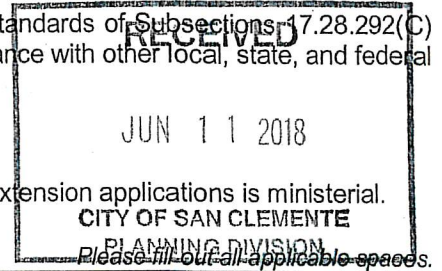 tandards of Subsections 17.28.292(C)
RECEIVED
nce with other local, state, and federal
JUN 11 2018
xtension applications is ministerial.
CITY OF SAN CLEMENTE
PLANNING DIVISION
Please fill out all applicable spaces.